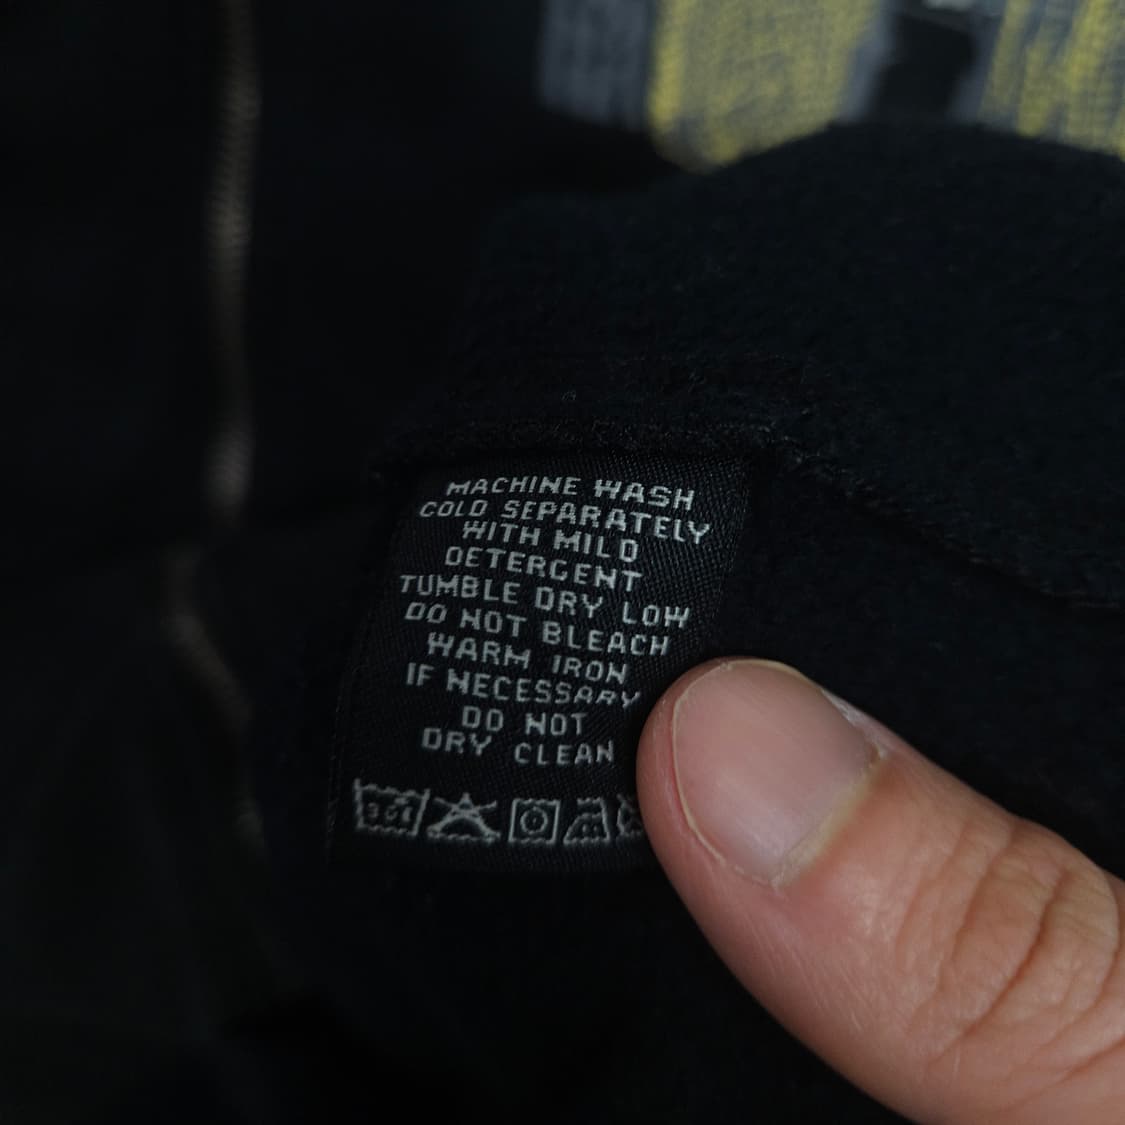 MACHINE WASH
COLD SEPARATELY
WITH MILD
DETERGENT
TUMBLE DRY LOW
DO NOT BLEACH
WARM IRON
IF NECESSARY
DO NOT
DRY CLEAN